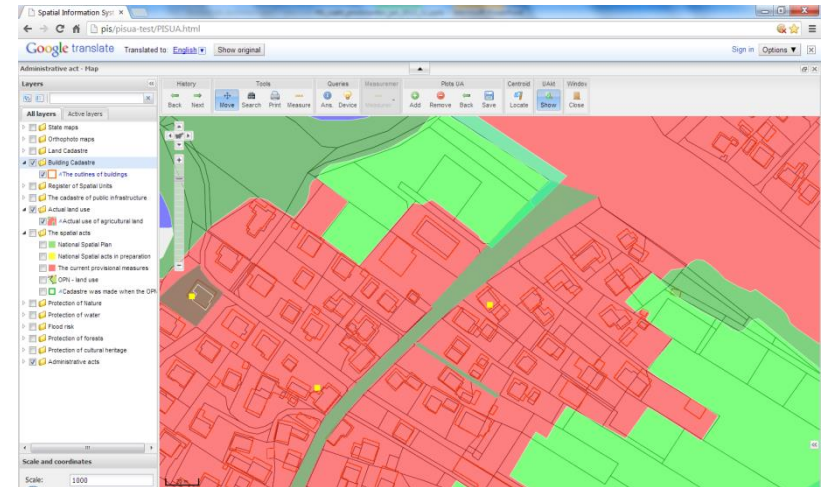 Spatial Information Sys
pis/pisua-test/PISUA.html
Google translate Translated to: English Show original Sign in Options ▼ X
Administrative act - Map
Layers
All layers Active layers
State maps
Orthophoto maps
Land Cadastre
Building Cadastre
The outlines of buildings
Register of Spatial Units
The cadastre of public infrastructure
Actual land use
Actual use of agricultural land
The spatial acts
National Spatial Plan
National Spatial acts in preparation
The current provisional measures
OPN - land use
Cadastre was made when the OPN
Protection of Nature
Protection of water
Flood risk
Protection of forests
Protection of cultural heritage
Administrative acts
Scale and coordinates
Scale: 1000
History Tools Queries Plots UA Centroid Window
Back Next Move Search Print Measure Ans. Device Add Remove Back Save Locate Show Close